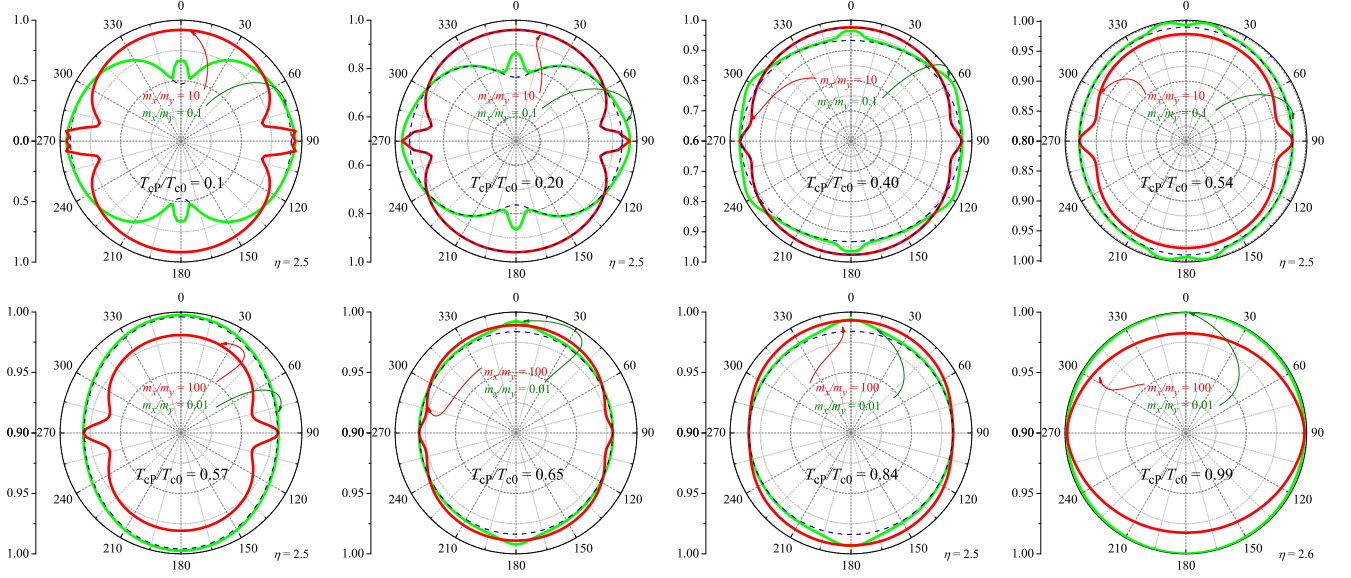 1.0
330 0 30
300 60
0.5
m_x/m_y = 10
m_x/m_y = 0.1
0.0 270 90
T_cP/T_c0 = 0.1
0.5
240 120
210 150
1.0 180 η = 2.5
1.0
330 0 30
0.8
300 60
0.6
m_x/m_y = 10
m_x/m_y = 0.1
0.4 270 90
0.6
T_cP/T_c0 = 0.20
240 120
0.8
210 150
1.0 180 η = 2.5
1.0
330 0 30
0.9
300 60
0.8
m_x/m_y = 10
m_x/m_y = 0.1
0.7
0.6 270 90
0.7
T_cP/T_c0 = 0.40
0.8
240 120
0.9
210 150
1.0 180 η = 2.5
1.00
330 0 30
0.95
300 60
0.90
m_x/m_y = 10
m_x/m_y = 0.1
0.85
0.80 270 90
0.85
T_cP/T_c0 = 0.54
0.90
240 120
0.95
210 150
1.00 180 η = 2.5
1.00
330 0 30
300 60
0.95
m_x/m_y = 100
m_x/m_y = 0.01
0.90 270 90
T_cP/T_c0 = 0.57
0.95
240 120
210 150
1.00 180 η = 2.5
1.00
330 0 30
300 60
0.95
m_x/m_y = 100
m_x/m_y = 0.01
0.90 270 90
T_cP/T_c0 = 0.65
0.95
240 120
210 150
1.00 180
1.00
330 0 30
300 60
0.95
m_x/m_y = 100
m_x/m_y = 0.01
0.90 270 90
T_cP/T_c0 = 0.84
0.95
240 120
210 150
1.00 180 η = 2.5
1.00
330 0 30
300 60
0.95
m_x/m_y = 100
m_x/m_y = 0.01
0.90 270 90
T_cP/T_c0 = 0.99
0.95
240 120
210 150
1.00 180 η = 2.6